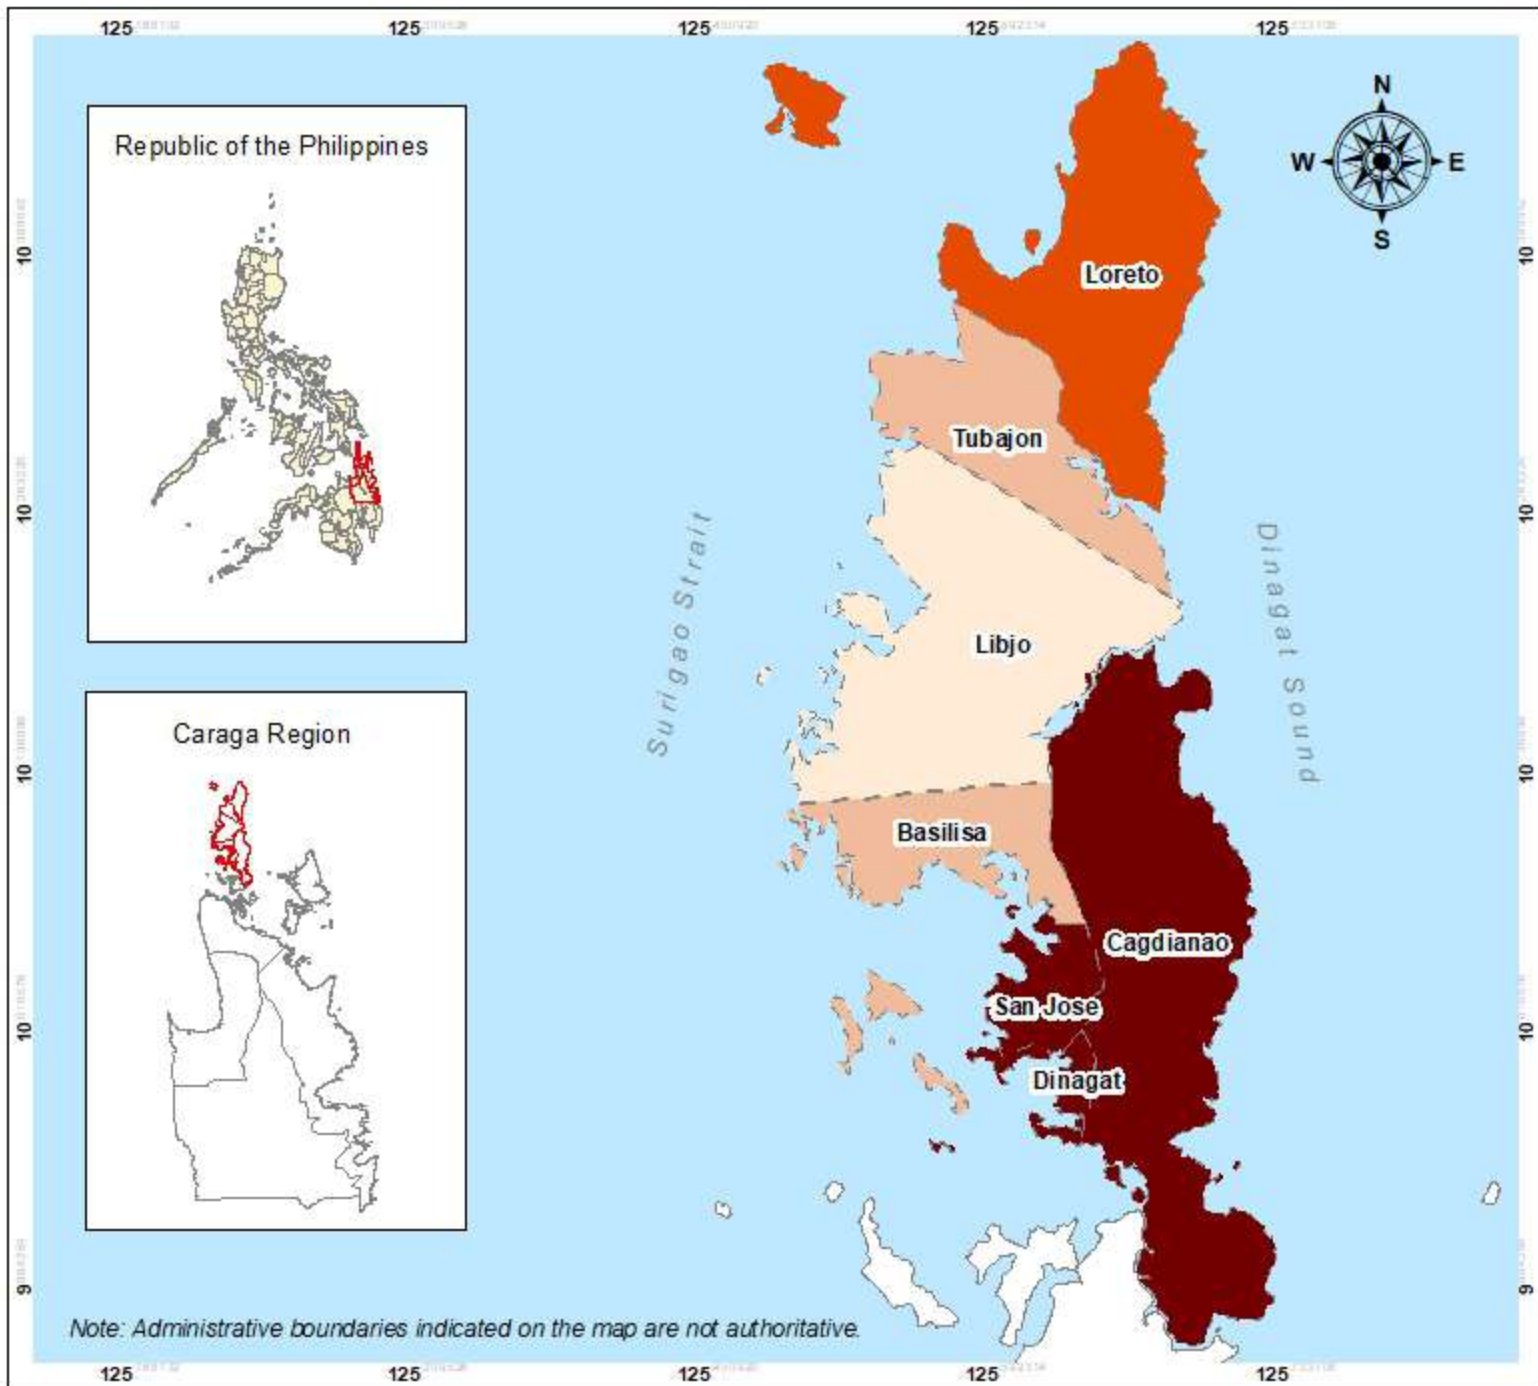 125 125 125 125 125
N
W E
S
Republic of the Philippines
10 10
Loreto
Tubajon
10 10
Surigao Strait
Dinagat Sound
Libjo
Caraga Region
10 10
Basilisa
Cagdianao
San Jose
10 10
Dinagat
9 9
Note: Administrative boundaries indicated on the map are not authoritative.
125 125 125 125 125